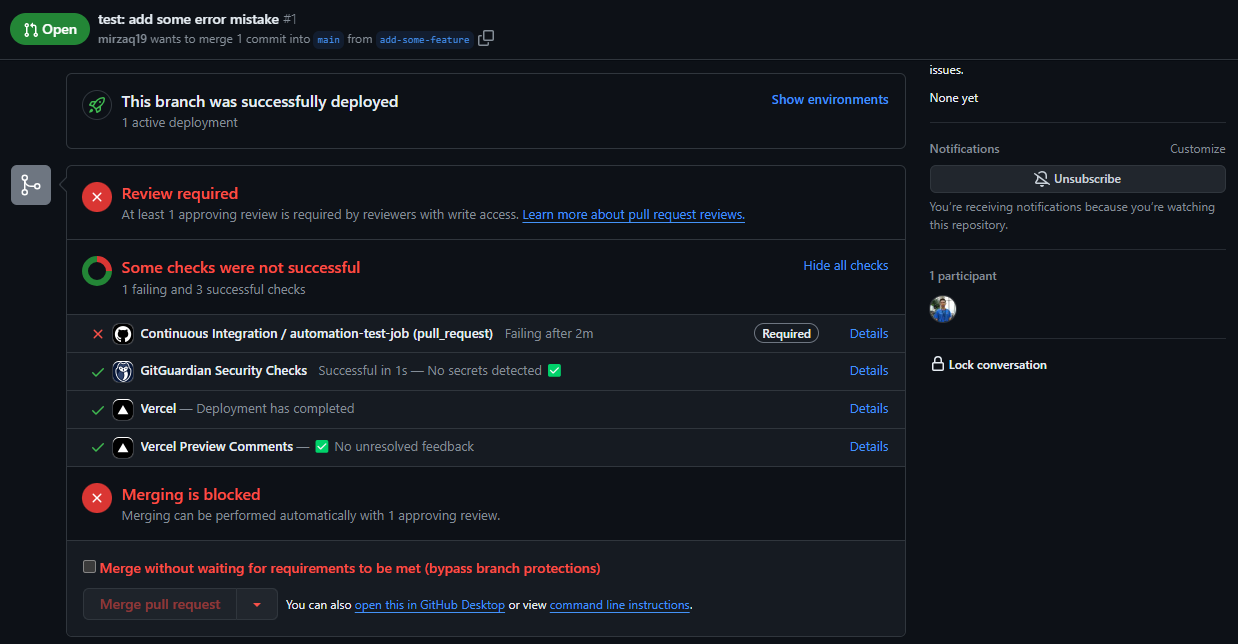 Open
test: add some error mistake #1
mirzaq19 wants to merge 1 commit into main from add-some-feature
This branch was successfully deployed
1 active deployment
Show environments
Review required
At least 1 approving review is required by reviewers with write access. Learn more about pull request reviews.
Some checks were not successful
1 failing and 3 successful checks
Hide all checks
Continuous Integration / automation-test-job (pull_request) Failing after 2m Required Details
GitGuardian Security Checks Successful in 1s — No secrets detected ✅ Details
Vercel — Deployment has completed Details
Vercel Preview Comments — ✅ No unresolved feedback Details
Merging is blocked
Merging can be performed automatically with 1 approving review.
Merge without waiting for requirements to be met (bypass branch protections)
Merge pull request
You can also open this in GitHub Desktop or view command line instructions.
issues.
None yet
Notifications Customize
Unsubscribe
You're receiving notifications because you're watching
this repository.
1 participant
Lock conversation